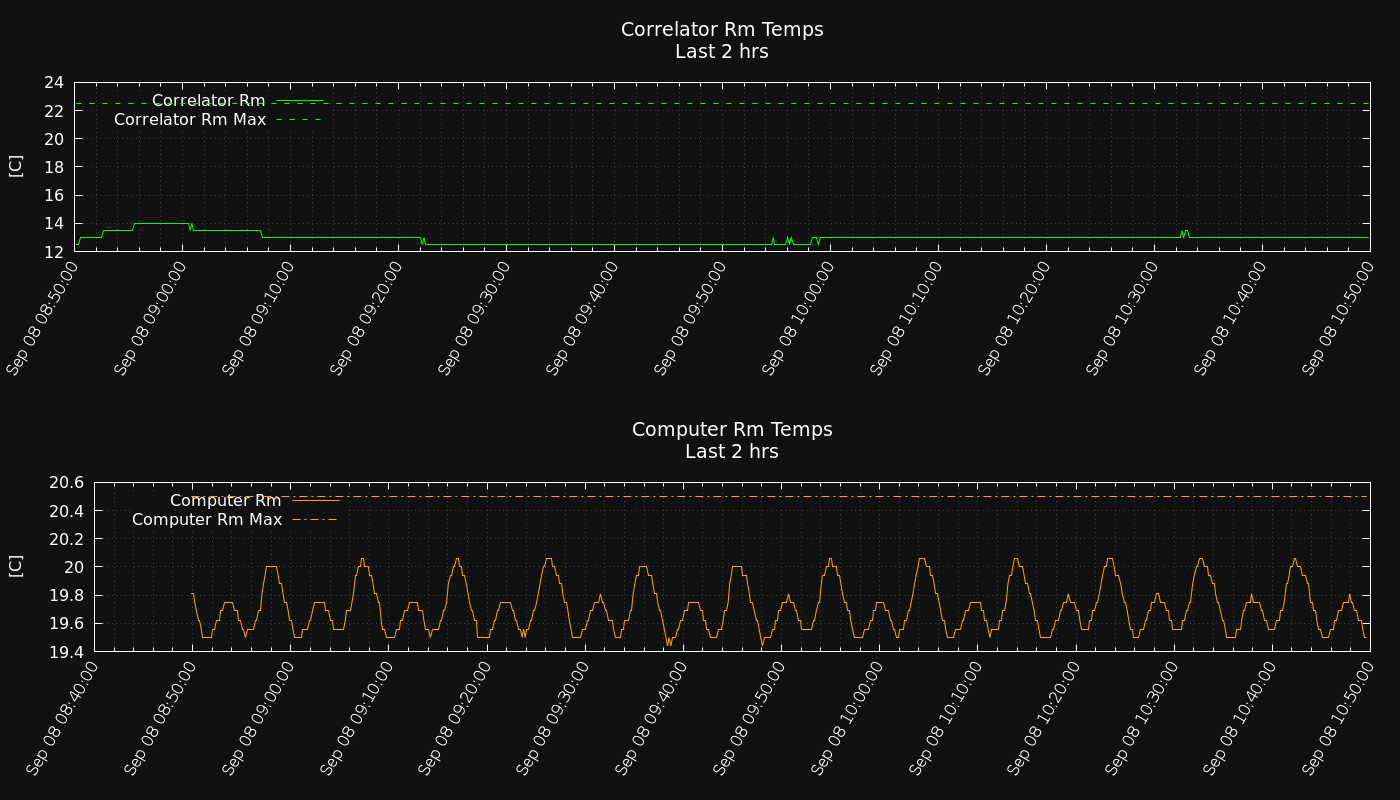 Correlator Rm Temps
Last 2 hrs
[C]
24
22
20
18
16
14
12
Correlator Rm
Correlator Rm Max
Sep 08 08:50:00
Sep 08 09:00:00
Sep 08 09:10:00
Sep 08 09:20:00
Sep 08 09:30:00
Sep 08 09:40:00
Sep 08 09:50:00
Sep 08 10:00:00
Sep 08 10:10:00
Sep 08 10:20:00
Sep 08 10:30:00
Sep 08 10:40:00
Sep 08 10:50:00
Computer Rm Temps
Last 2 hrs
[C]
20.6
20.4
20.2
20
19.8
19.6
19.4
Computer Rm
Computer Rm Max
Sep 08 08:40:00
Sep 08 08:50:00
Sep 08 09:00:00
Sep 08 09:10:00
Sep 08 09:20:00
Sep 08 09:30:00
Sep 08 09:40:00
Sep 08 09:50:00
Sep 08 10:00:00
Sep 08 10:10:00
Sep 08 10:20:00
Sep 08 10:30:00
Sep 08 10:40:00
Sep 08 10:50:00